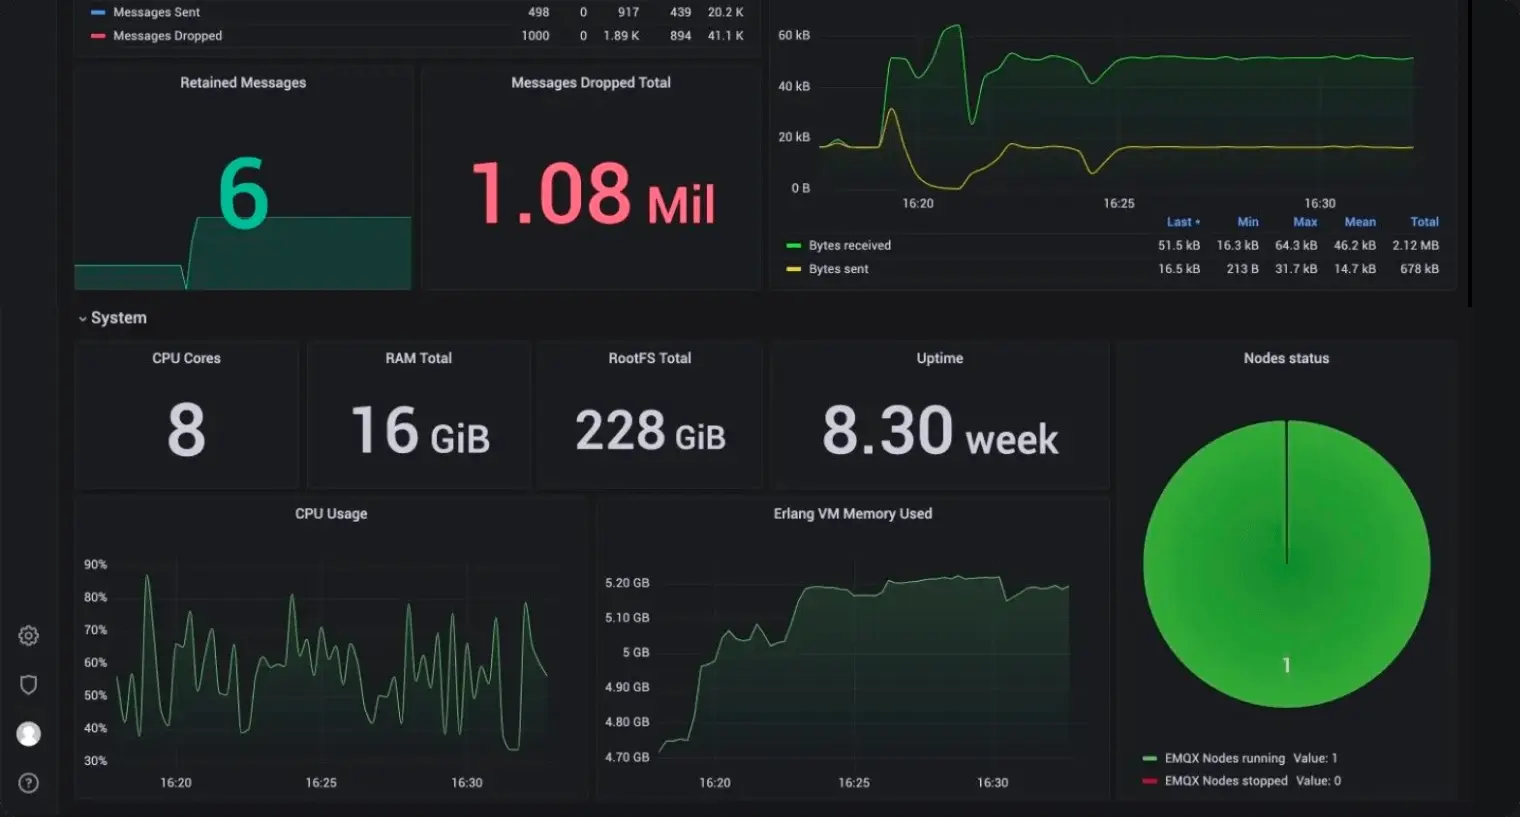 Messages Sent 498 0 917 439 20.2 K
Messages Dropped 1000 0 1.89 K 894 41.1 K
Retained Messages
6
Messages Dropped Total
1.08 Mil
60 kB
40 kB
20 kB
0 B
16:20 16:25 16:30
Last Min Max Mean Total
Bytes received 51.5 kB 16.3 kB 64.3 kB 46.2 kB 2.12 MB
Bytes sent 16.5 kB 213 B 31.7 kB 14.7 kB 678 kB
System
CPU Cores
8
RAM Total
16 GiB
RootFS Total
228 GiB
Uptime
8.30 week
Nodes status
1
EMQX Nodes running Value: 1
EMQX Nodes stopped Value: 0
CPU Usage
90%
80%
70%
60%
50%
40%
30%
16:20 16:25 16:30
Erlang VM Memory Used
5.20 GB
5.10 GB
5 GB
4.90 GB
4.80 GB
4.70 GB
16:20 16:25 16:30